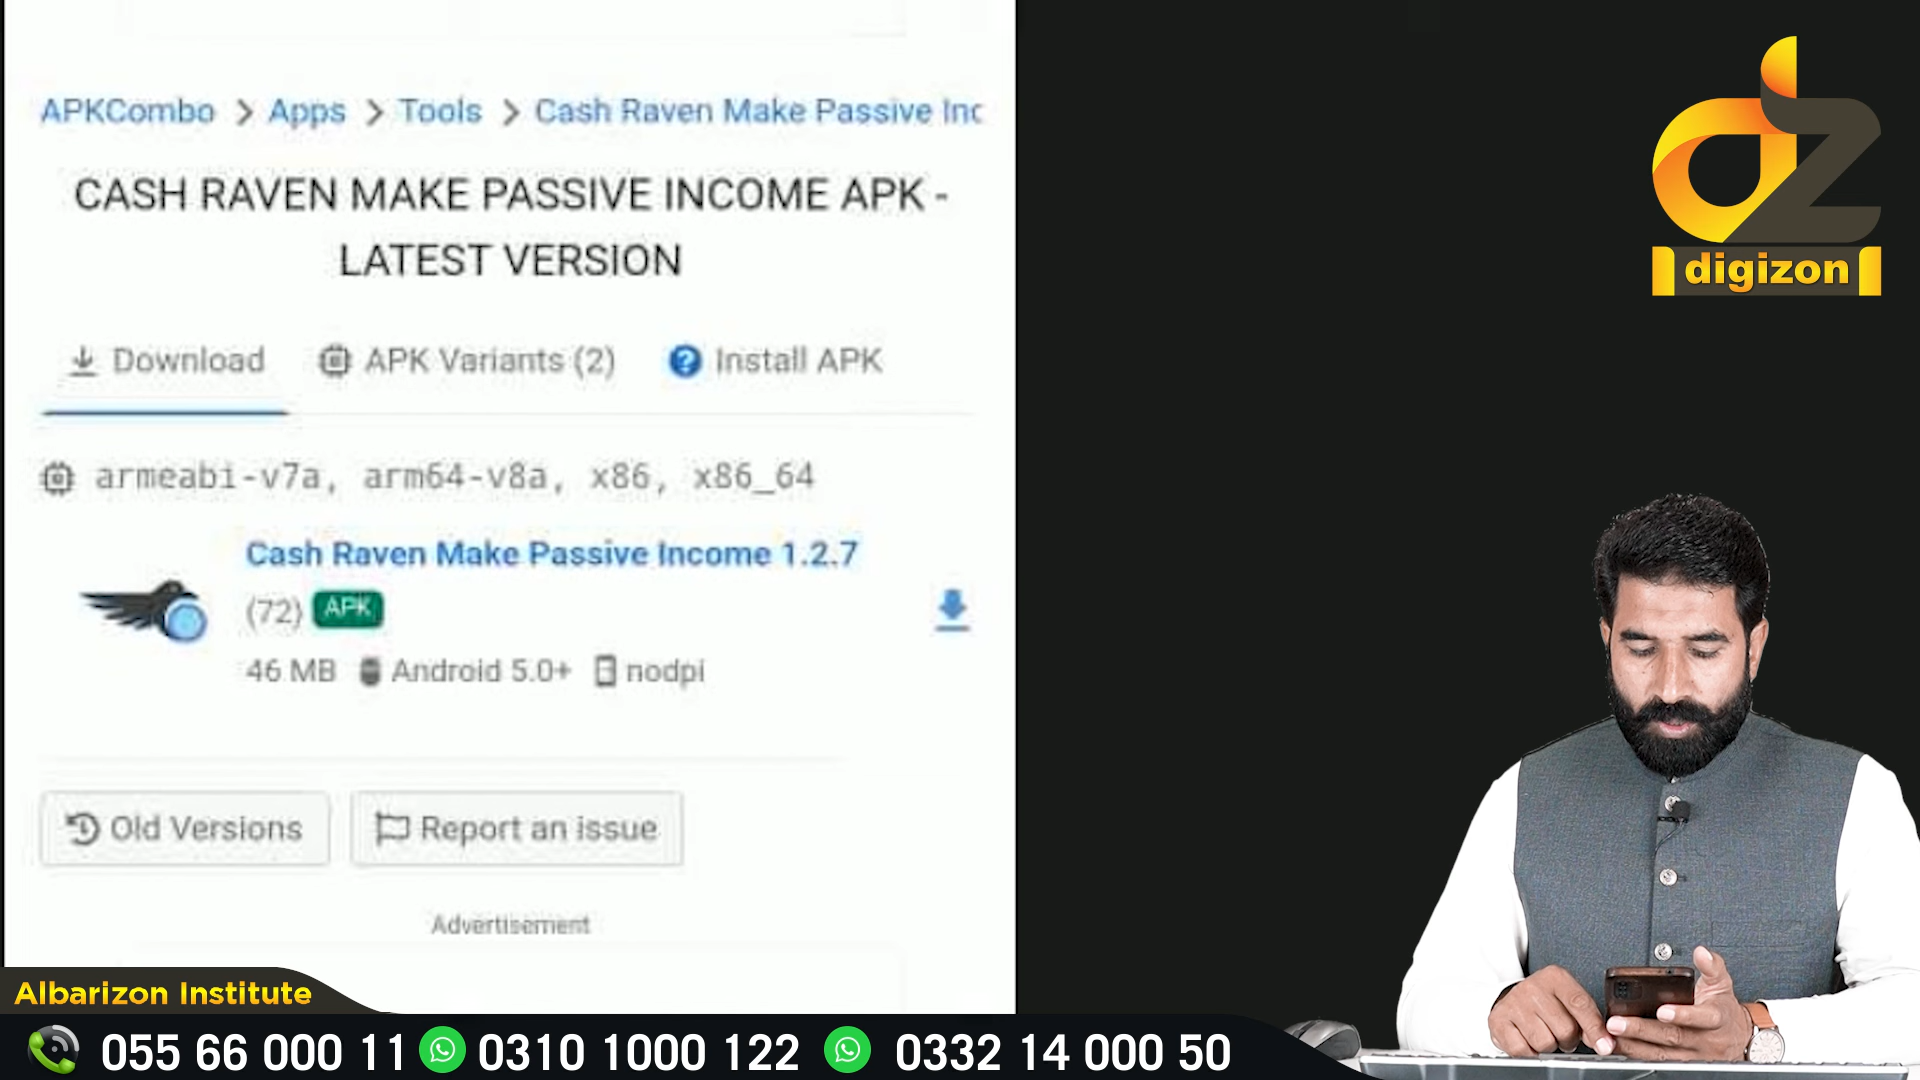 APKCombo > Apps > Tools > Cash Raven Make Passive Inc
CASH RAVEN MAKE PASSIVE INCOME APK -
LATEST VERSION
Download APK Variants (2) ? Install APK
armeabi-v7a, arm64-v8a, x86, x86_64
Cash Raven Make Passive Income 1.2.7
(72) APK
46 MB Android 5.0+ nodpi
Old Versions Report an issue
Advertisement
digizon
Albarizon Institute
055 66 000 11 0310 1000 122 0332 14 000 50